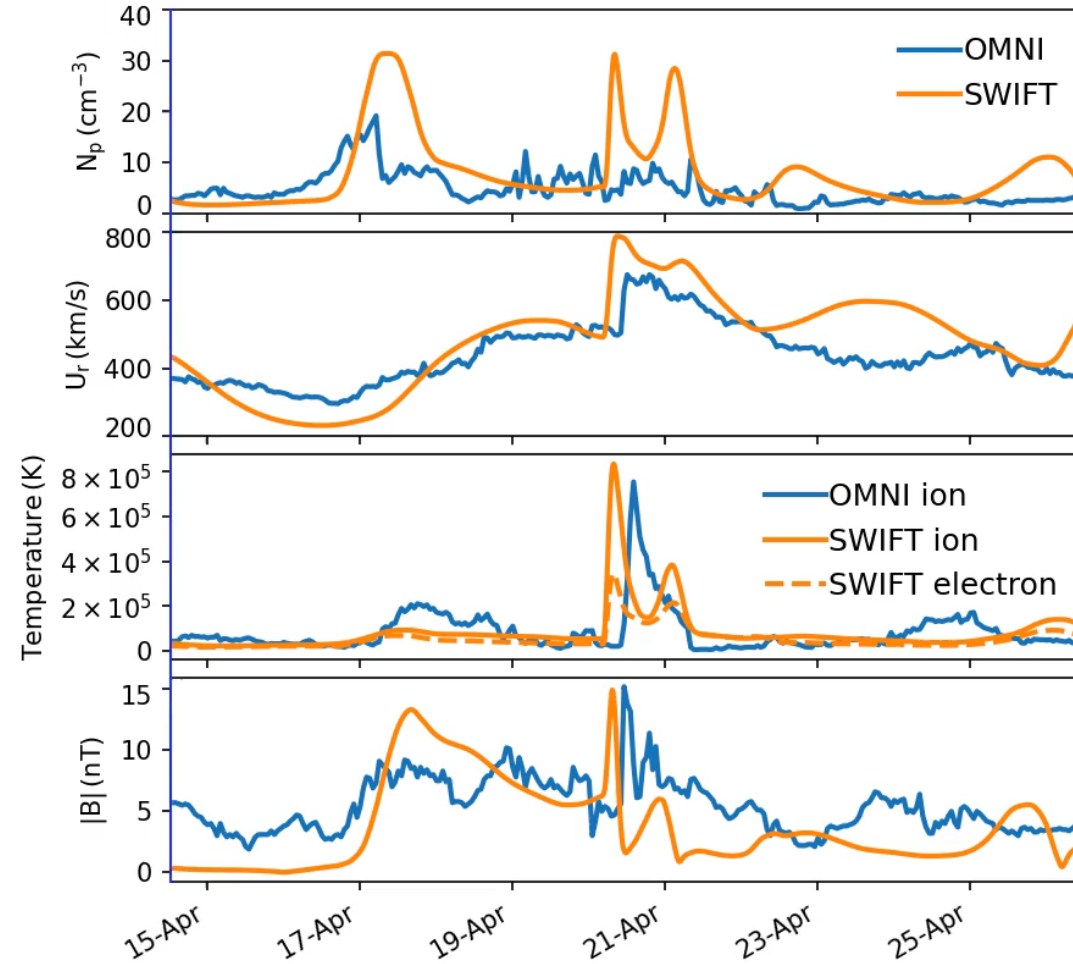 40
30
20
10
0
N_p (cm⁻³)
OMNI
SWIFT
800
600
400
200
U_r (km/s)
8 × 10⁵
6 × 10⁵
4 × 10⁵
2 × 10⁵
0
Temperature (K)
OMNI ion
SWIFT ion
SWIFT electron
15
10
5
0
|B| (nT)
15-Apr
17-Apr
19-Apr
21-Apr
23-Apr
25-Apr